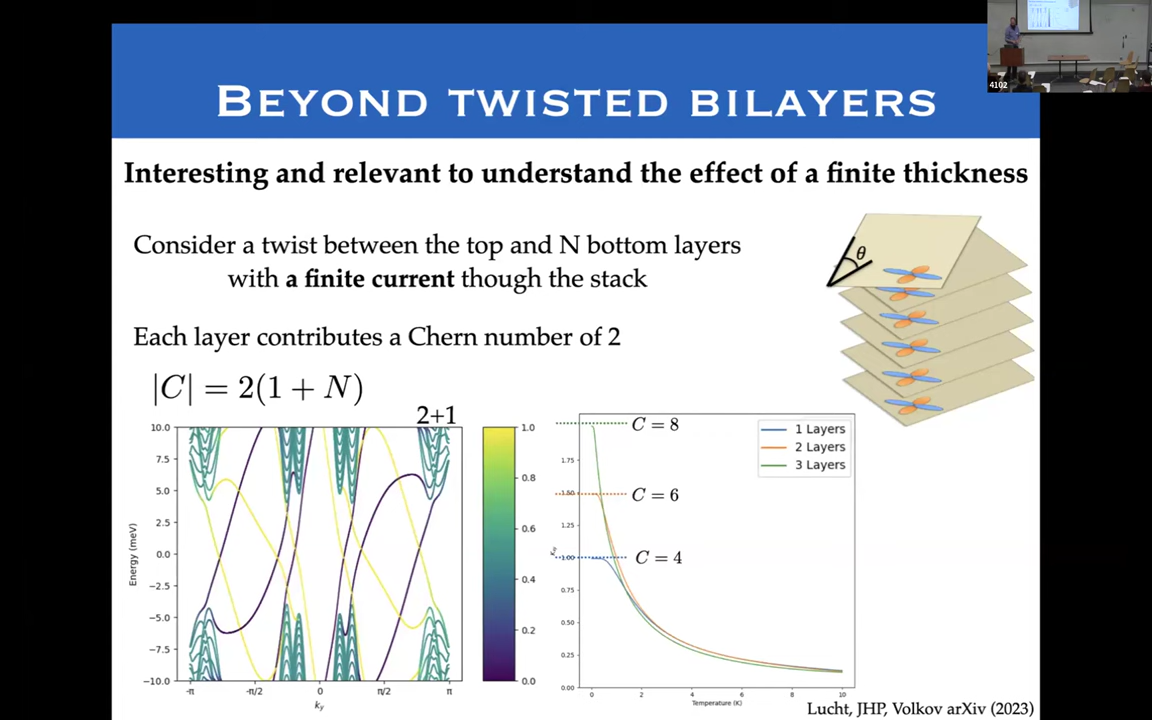 4102
BEYOND TWISTED BILAYERS
Interesting and relevant to understand the effect of a finite thickness
Consider a twist between the top and N bottom layers
with a finite current though the stack
θ
Each layer contributes a Chern number of 2
|C| = 2(1 + N)
2+1
10.0
7.5
5.0
2.5
0.0
−2.5
−5.0
−7.5
−10.0
Energy (meV)
-π
-π/2
0
π/2
π
k_y
1.0
0.8
0.6
0.4
0.2
0.0
C = 8
C = 6
C = 4
1 Layers
2 Layers
3 Layers
1.75
1.50
1.25
1.00
0.75
0.50
0.25
0.00
0
2
4
6
8
10
Temperature (K)
Lucht, JHP, Volkov arXiv (2023)